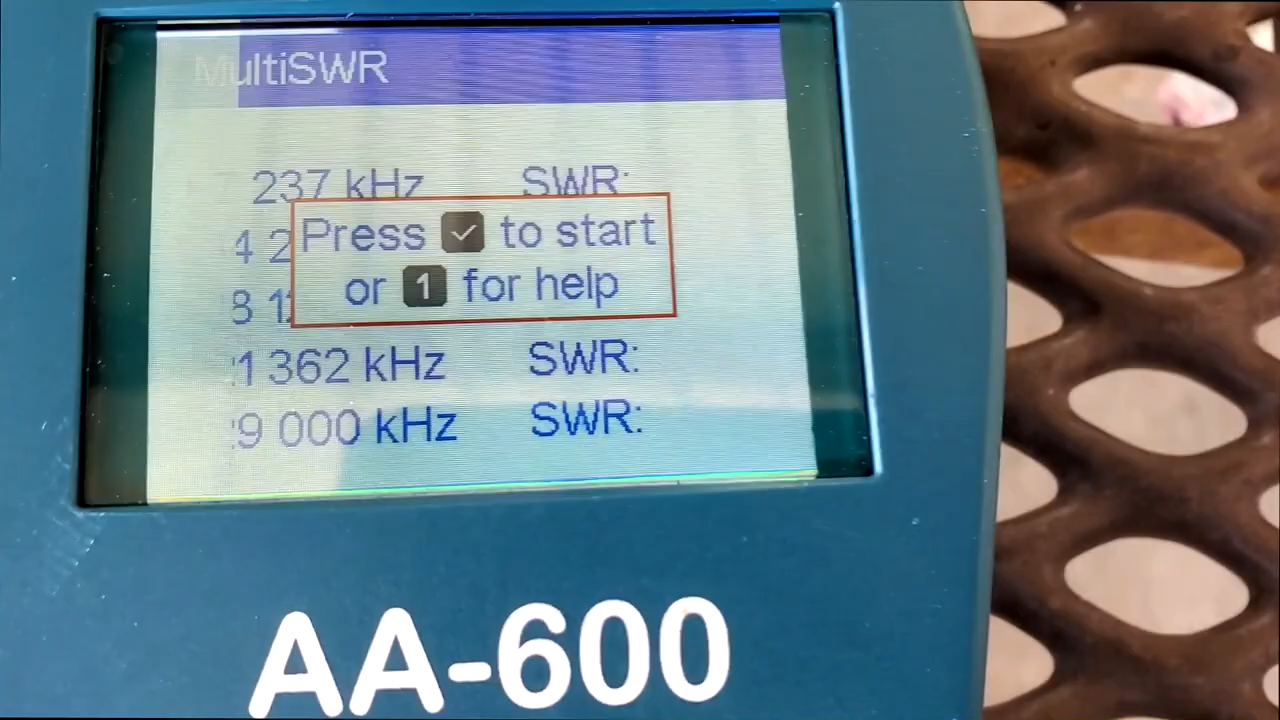 MultiSWR
237 kHz SWR:
Press ✓ to start
4 2
or 1 for help
8 1
1 362 kHz SWR:
9 000 kHz SWR:
AA-600